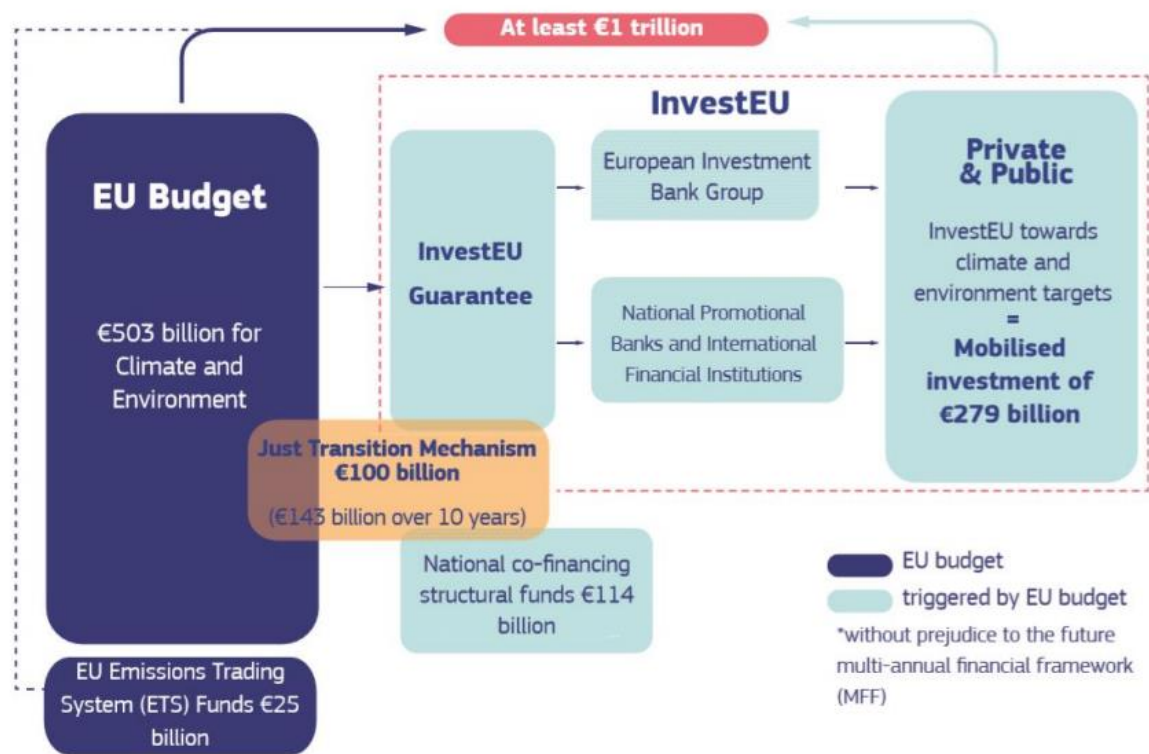 At least €1 trillion
EU Budget
€503 billion for
Climate and
Environment
InvestEU
InvestEU
Guarantee
European Investment
Bank Group
National Promotional
Banks and International
Financial Institutions
Private
& Public
InvestEU towards
climate and
environment targets
=
Mobilised
investment of
€279 billion
Just Transition Mechanism
€100 billion
(€143 billion over 10 years)
National co-financing
structural funds €114
billion
EU Emissions Trading
System (ETS) Funds €25
billion
EU budget
triggered by EU budget
*without prejudice to the future
multi-annual financial framework
(MFF)